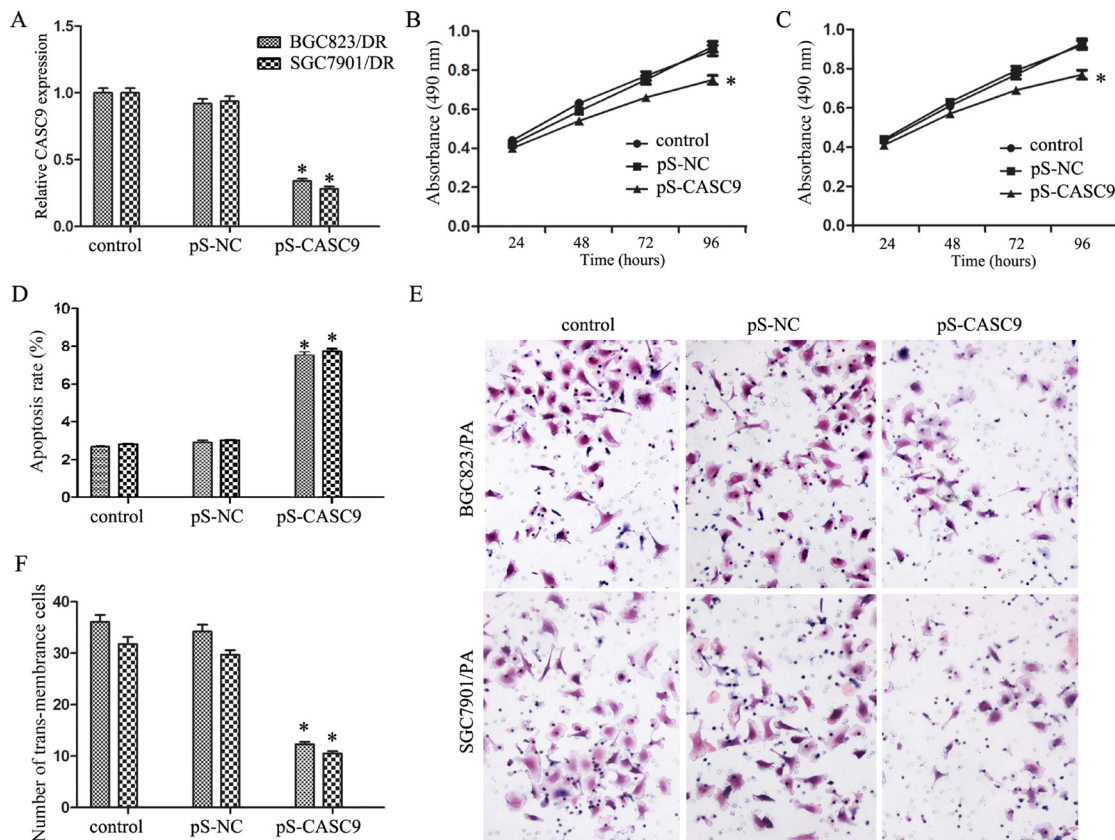 A
Relative CASC9 expression
1.5
1.0
0.5
0.0
BGC823/DR
SGC7901/DR
* *
control pS-NC pS-CASC9
B
Absorbance (490 nm)
1.0
0.8
0.6
0.4
0.2
0.0
*
control
pS-NC
pS-CASC9
24 48 72 96
Time (hours)
C
Absorbance (490 nm)
1.0
0.8
0.6
0.4
0.2
0.0
*
control
pS-NC
pS-CASC9
24 48 72 96
Time (hours)
D
Apoptosis rate (%)
10
8
6
4
2
0
* *
control pS-NC pS-CASC9
E
control pS-NC pS-CASC9
BGC823/PA
SGC7901/PA
F
Number of trans-membrance cells
40
30
20
10
0
* *
control pS-NC pS-CASC9